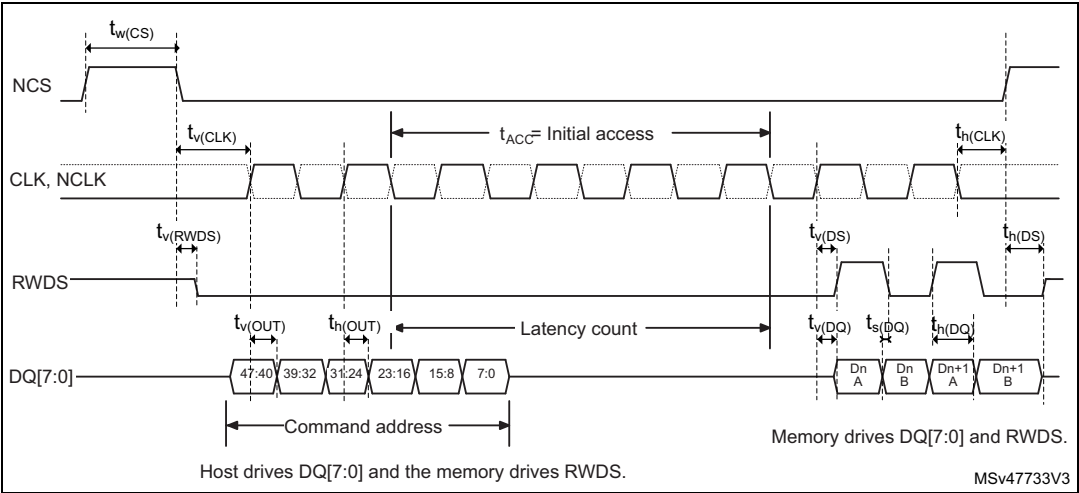 tw(CS)
NCS
tv(CLK)
tACC= Initial access
th(CLK)
CLK, NCLK
tv(RWDS)
tv(DS)
th(DS)
RWDS
tv(OUT)
th(OUT)
Latency count
tv(DQ)
ts(DQ)
th(DQ)
DQ[7:0]
47:40
39:32
31:24
23:16
15:8
7:0
Dn
A
Dn
B
Dn+1
A
Dn+1
B
Command address
Memory drives DQ[7:0] and RWDS.
Host drives DQ[7:0] and the memory drives RWDS.
MSv47733V3